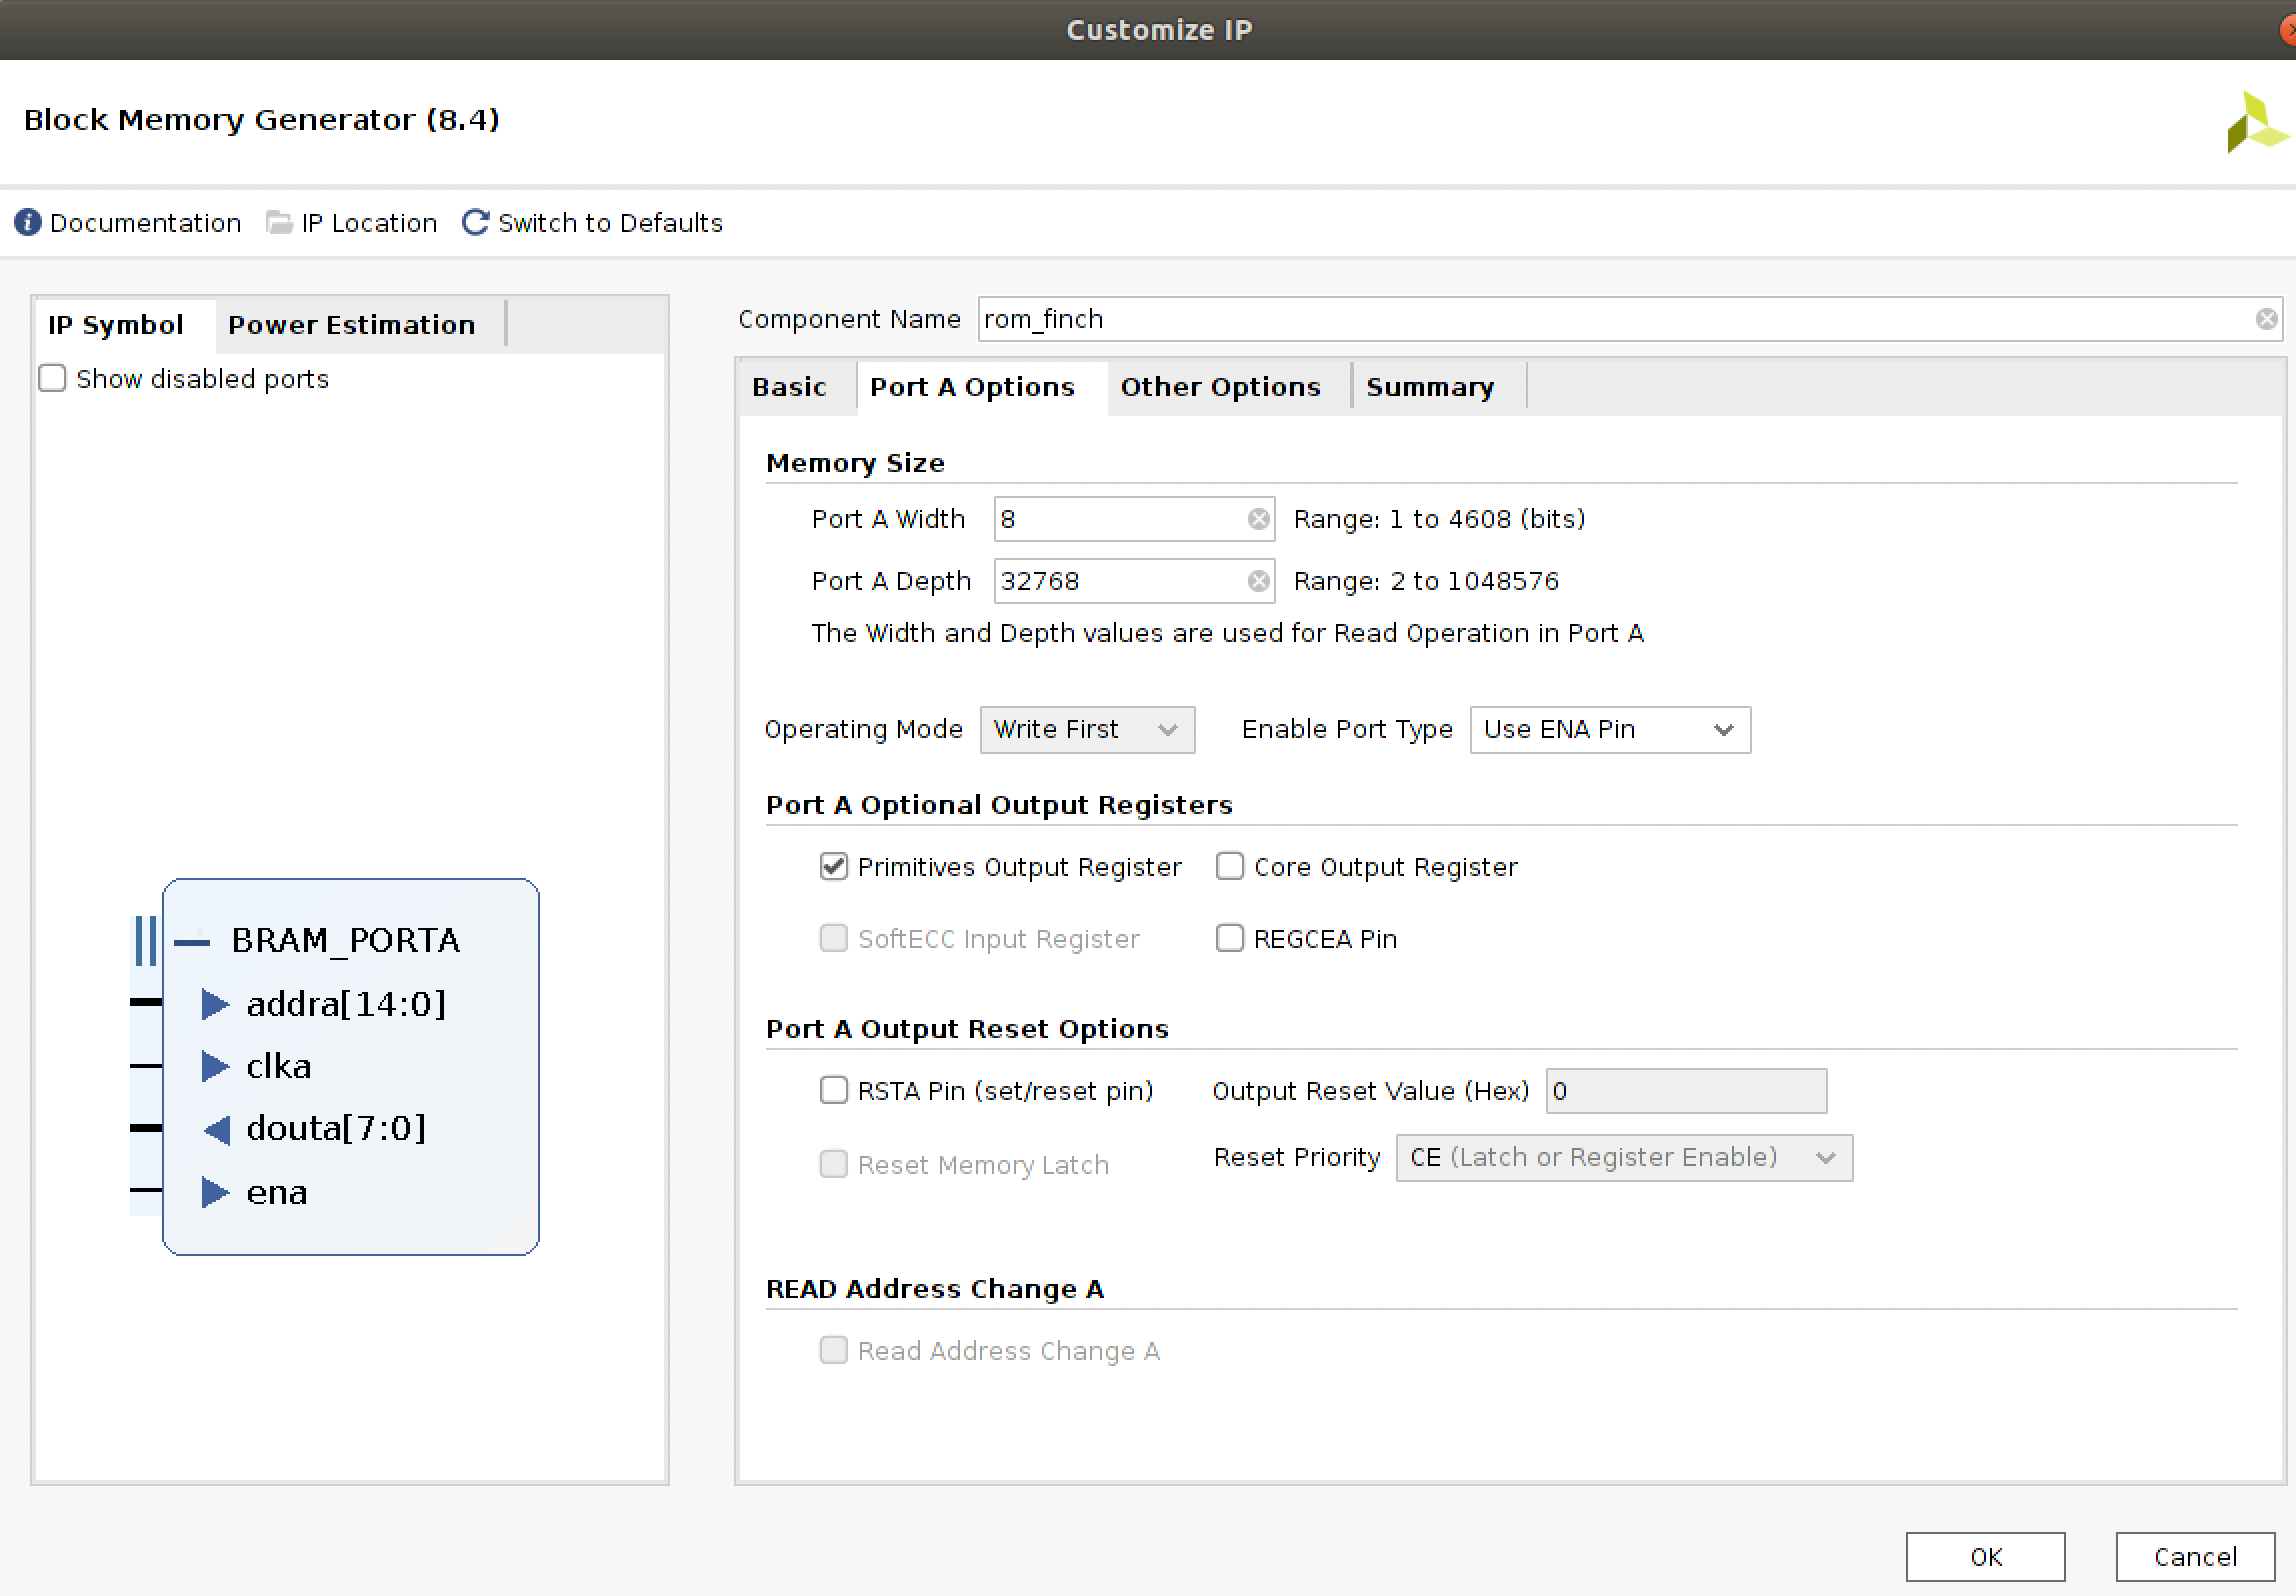 Customize IP
Block Memory Generator (8.4)
Documentation IP Location Switch to Defaults
IP Symbol Power Estimation
Show disabled ports
BRAM_PORTA
addra[14:0]
clka
douta[7:0]
ena
Component Name rom_finch
Basic Port A Options Other Options Summary
Memory Size
Port A Width 8 Range: 1 to 4608 (bits)
Port A Depth 32768 Range: 2 to 1048576
The Width and Depth values are used for Read Operation in Port A
Operating Mode Write First Enable Port Type Use ENA Pin
Port A Optional Output Registers
Primitives Output Register Core Output Register
SoftECC Input Register REGCEA Pin
Port A Output Reset Options
RSTA Pin (set/reset pin) Output Reset Value (Hex) 0
Reset Memory Latch Reset Priority CE (Latch or Register Enable)
READ Address Change A
Read Address Change A
OK Cancel